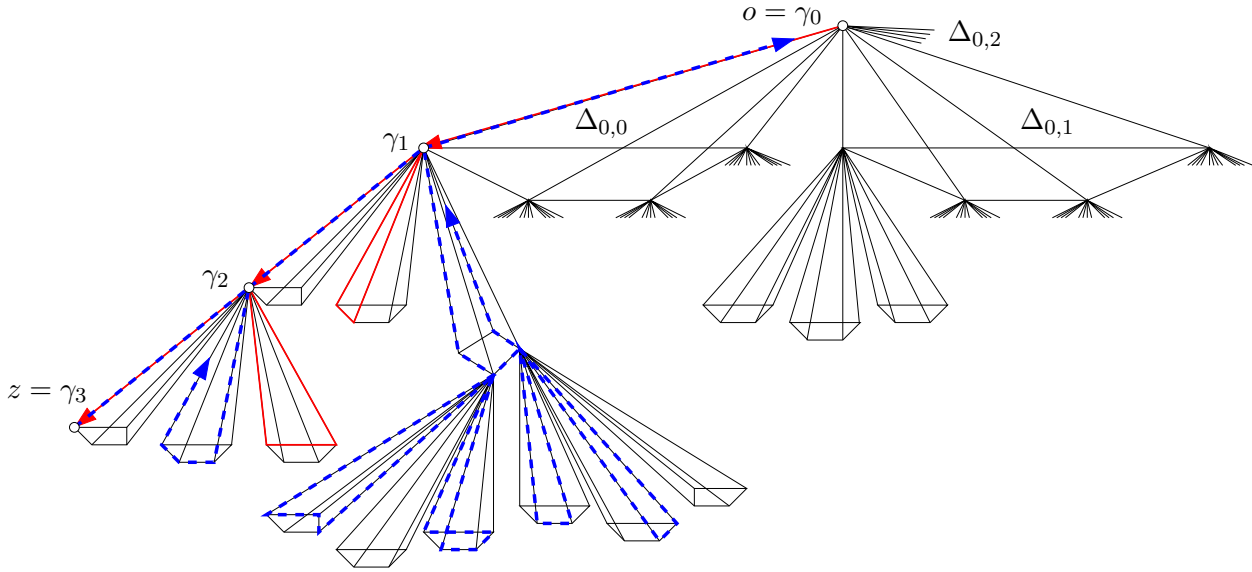 o = γ₀
Δ₀,₂
Δ₀,₀
Δ₀,₁
γ₁
γ₂
z = γ₃